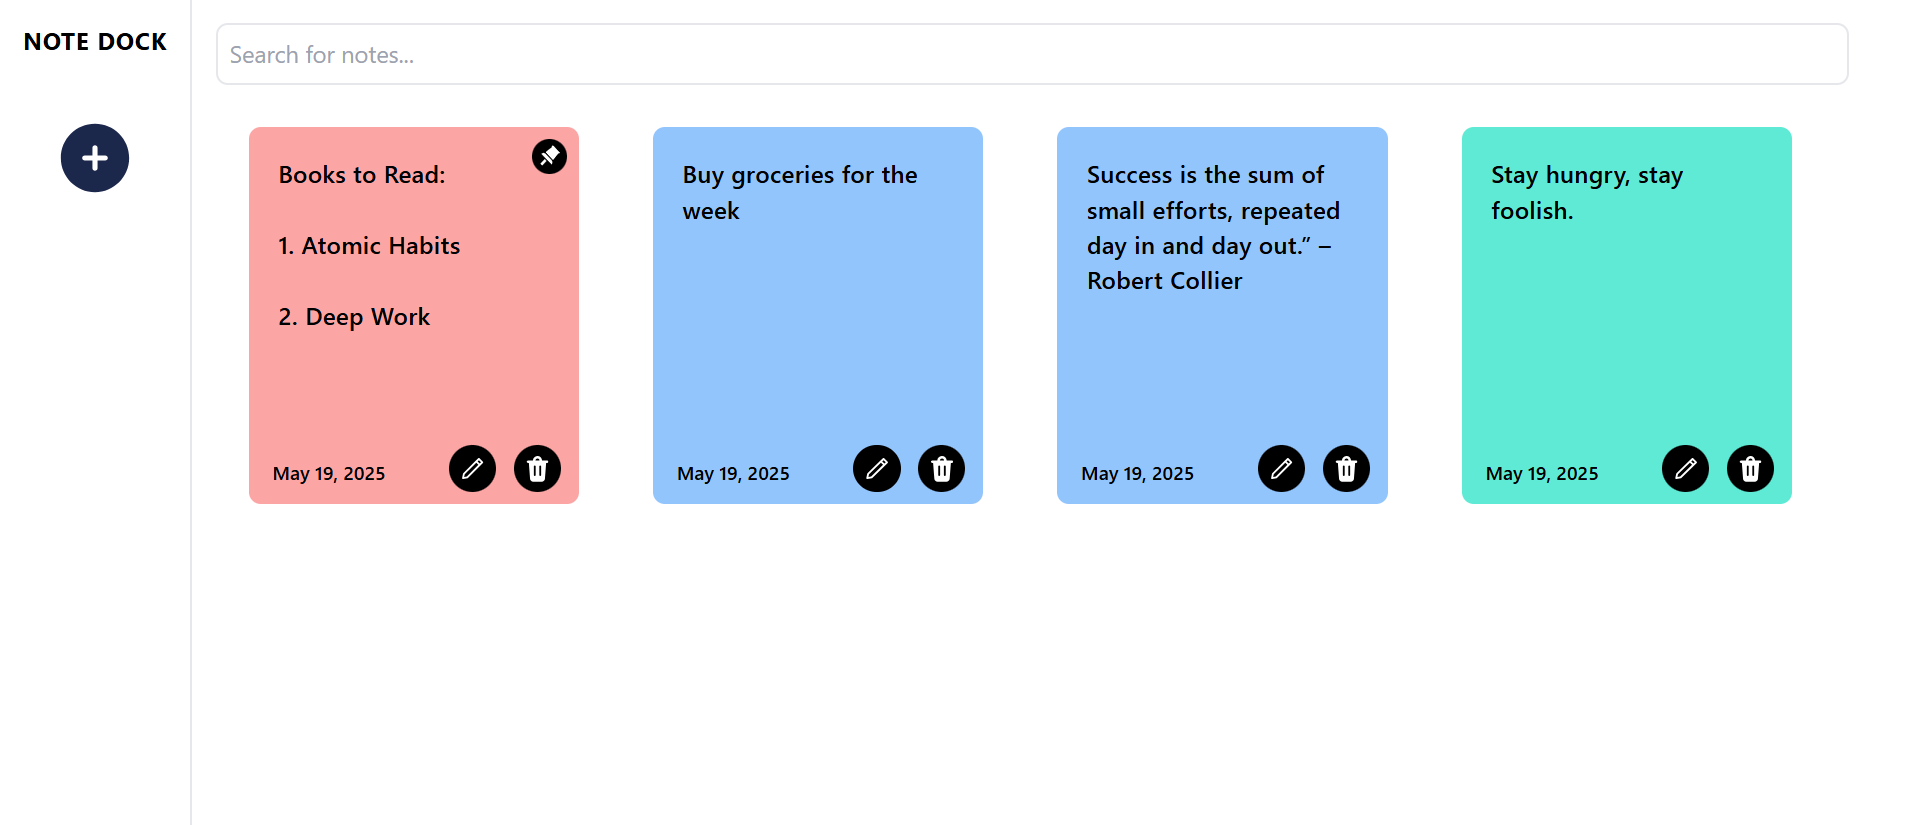 NOTE DOCK
Search for notes...
Books to Read:
1. Atomic Habits
2. Deep Work
May 19, 2025
Buy groceries for the
week
May 19, 2025
Success is the sum of
small efforts, repeated
day in and day out.” –
Robert Collier
May 19, 2025
Stay hungry, stay
foolish.
May 19, 2025